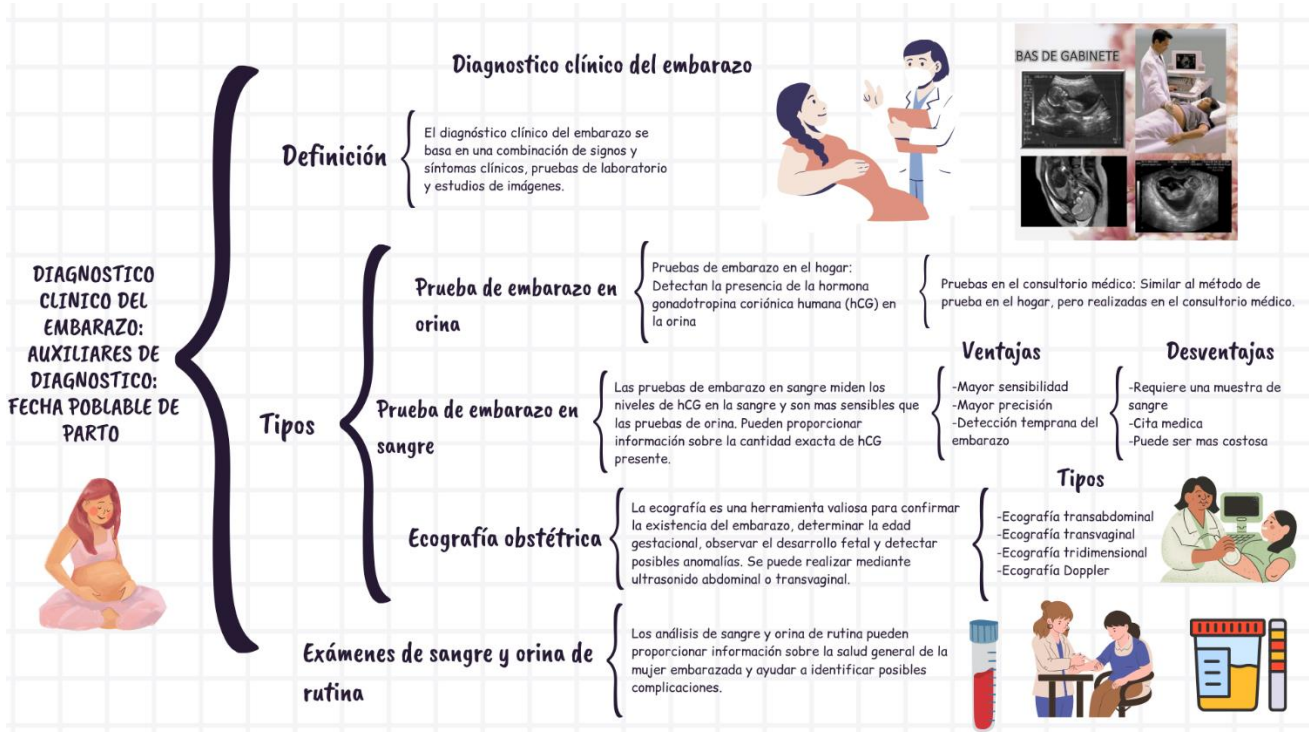 Diagnostico clínico del embarazo
BAS DE GABINETE
Definición
El diagnóstico clínico del embarazo se
basa en una combinación de signos y
síntomas clínicos, pruebas de laboratorio
y estudios de imágenes.
DIAGNOSTICO
CLINICO DEL
EMBARAZO:
AUXILIARES DE
DIAGNOSTICO:
FECHA POBLABLE DE
PARTO
Tipos
Prueba de embarazo en
orina
Pruebas de embarazo en el hogar:
Detectan la presencia de la hormona
gonadotropina coriónica humana (hCG) en
la orina
Pruebas en el consultorio médico: Similar al método de
prueba en el hogar, pero realizadas en el consultorio médico.
Prueba de embarazo en
sangre
Las pruebas de embarazo en sangre miden los
niveles de hCG en la sangre y son mas sensibles que
las pruebas de orina. Pueden proporcionar
información sobre la cantidad exacta de hCG
presente.
Ventajas
-Mayor sensibilidad
-Mayor precisión
-Detección temprana del
embarazo
Desventajas
-Requiere una muestra de
sangre
-Cita medica
-Puede ser mas costosa
Ecografía obstétrica
La ecografía es una herramienta valiosa para confirmar
la existencia del embarazo, determinar la edad
gestacional, observar el desarrollo fetal y detectar
posibles anomalías. Se puede realizar mediante
ultrasonido abdominal o transvaginal.
Tipos
-Ecografía transabdominal
-Ecografía transvaginal
-Ecografía tridimensional
-Ecografía Doppler
Exámenes de sangre y orina de
rutina
Los análisis de sangre y orina de rutina pueden
proporcionar información sobre la salud general de la
mujer embarazada y ayudar a identificar posibles
complicaciones.